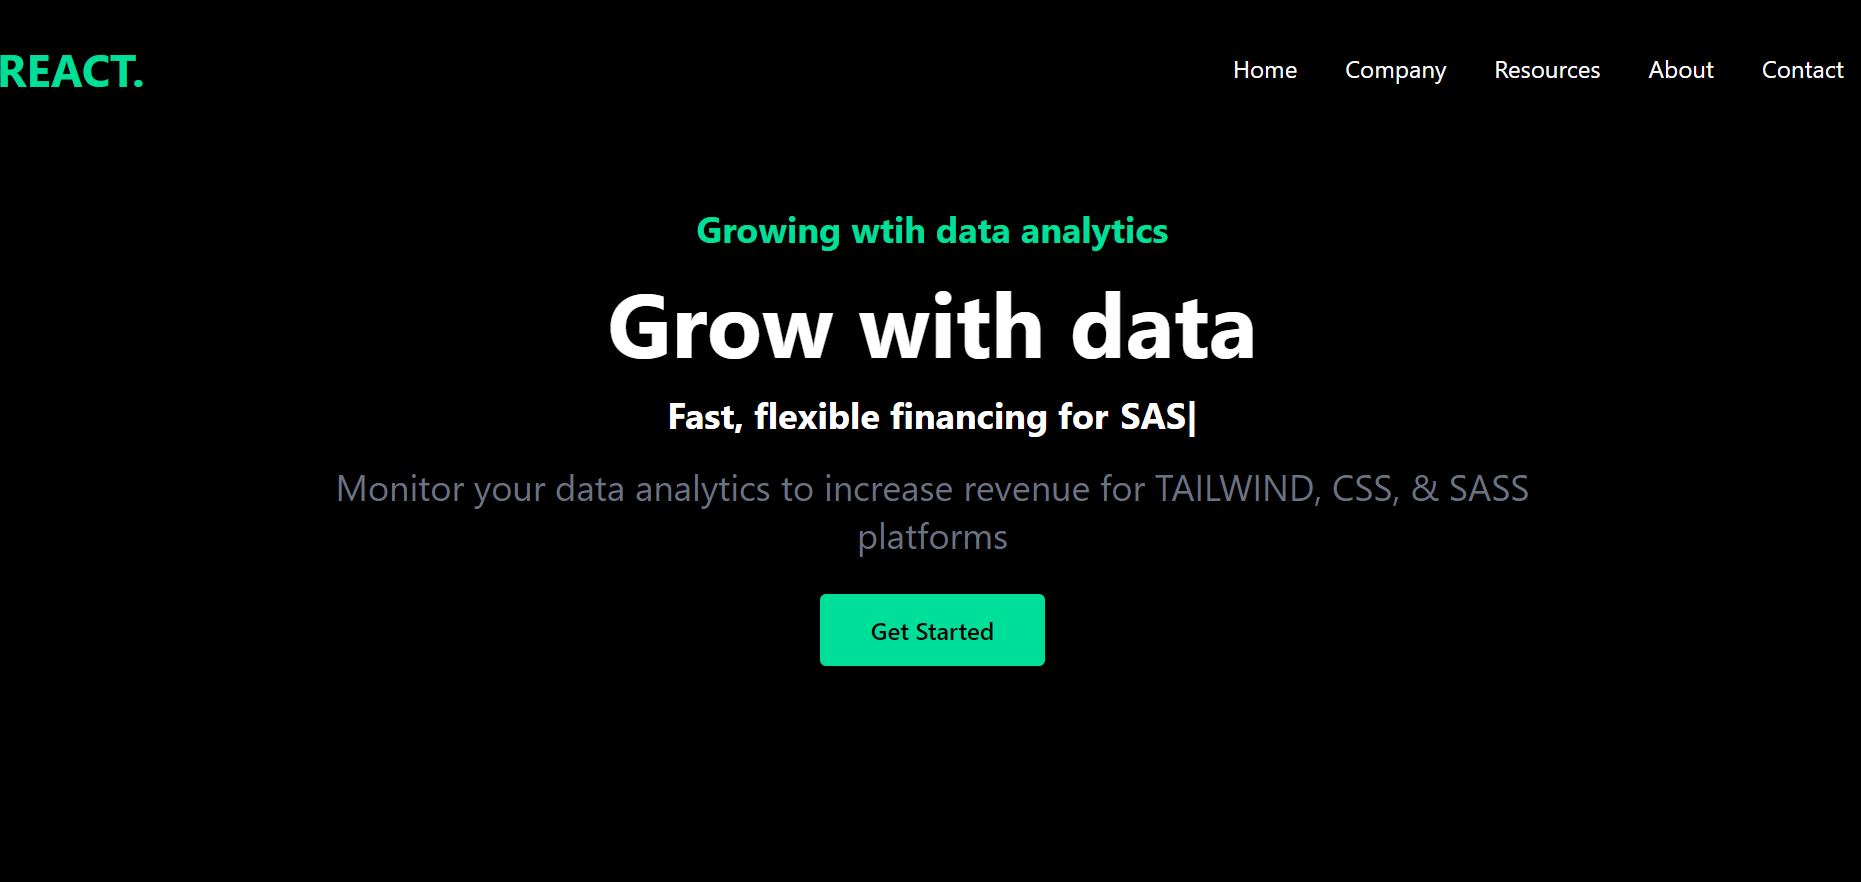 REACT.
Home Company Resources About Contact
Growing wtih data analytics
Grow with data
Fast, flexible financing for SAS|
Monitor your data analytics to increase revenue for TAILWIND, CSS, & SASS
platforms
Get Started